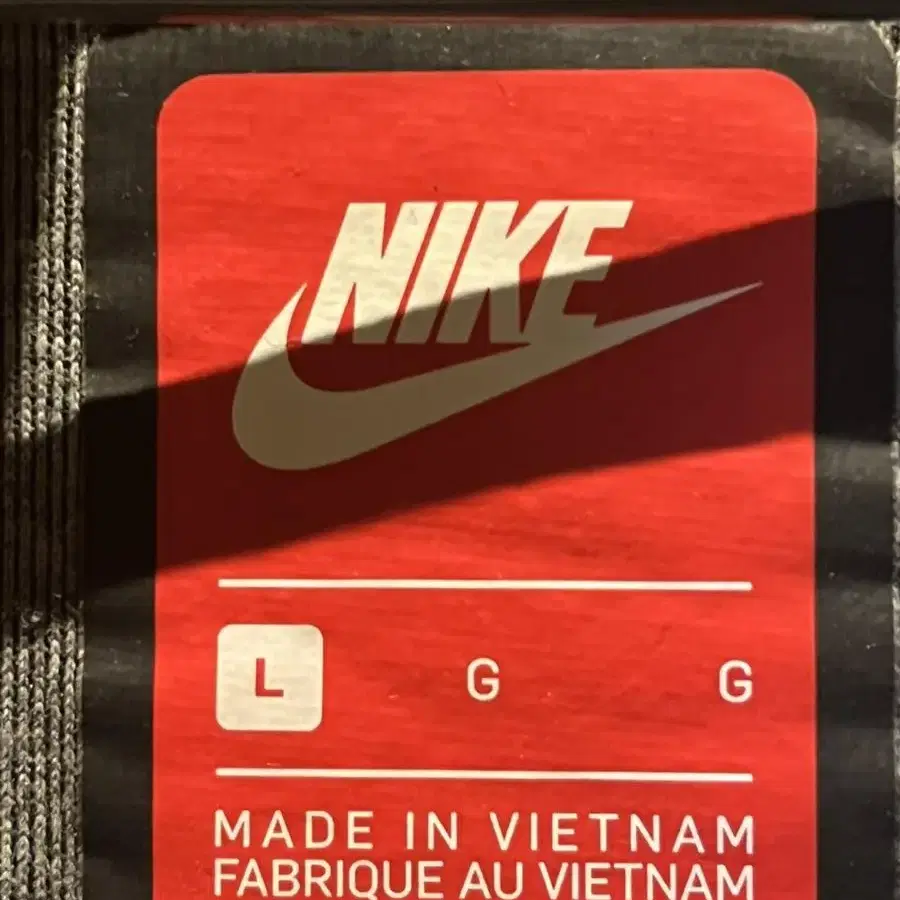 NIKE
L G G
MADE IN VIETNAM
FABRIQUE AU VIETNAM